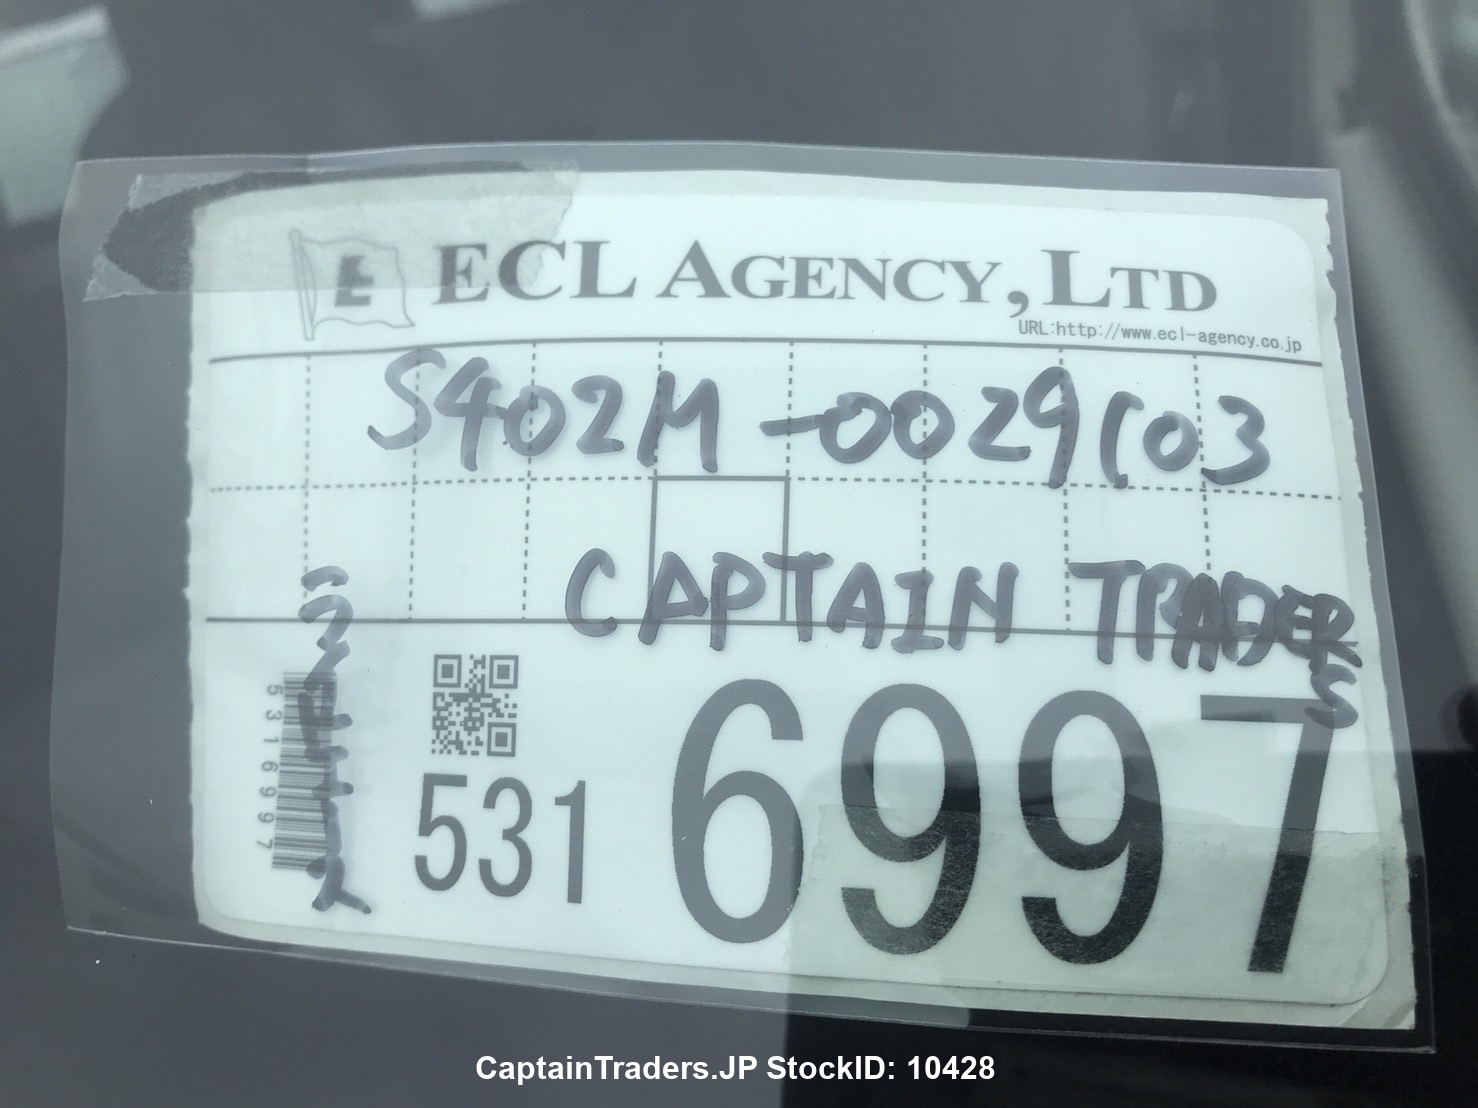 ECL AGENCY, LTD
URL:http://www.ecl-agency.co.jp
S402M-0029103
CAPTAIN TRADERS
5316997
531 6997
CaptainTraders.JP StockID: 10428